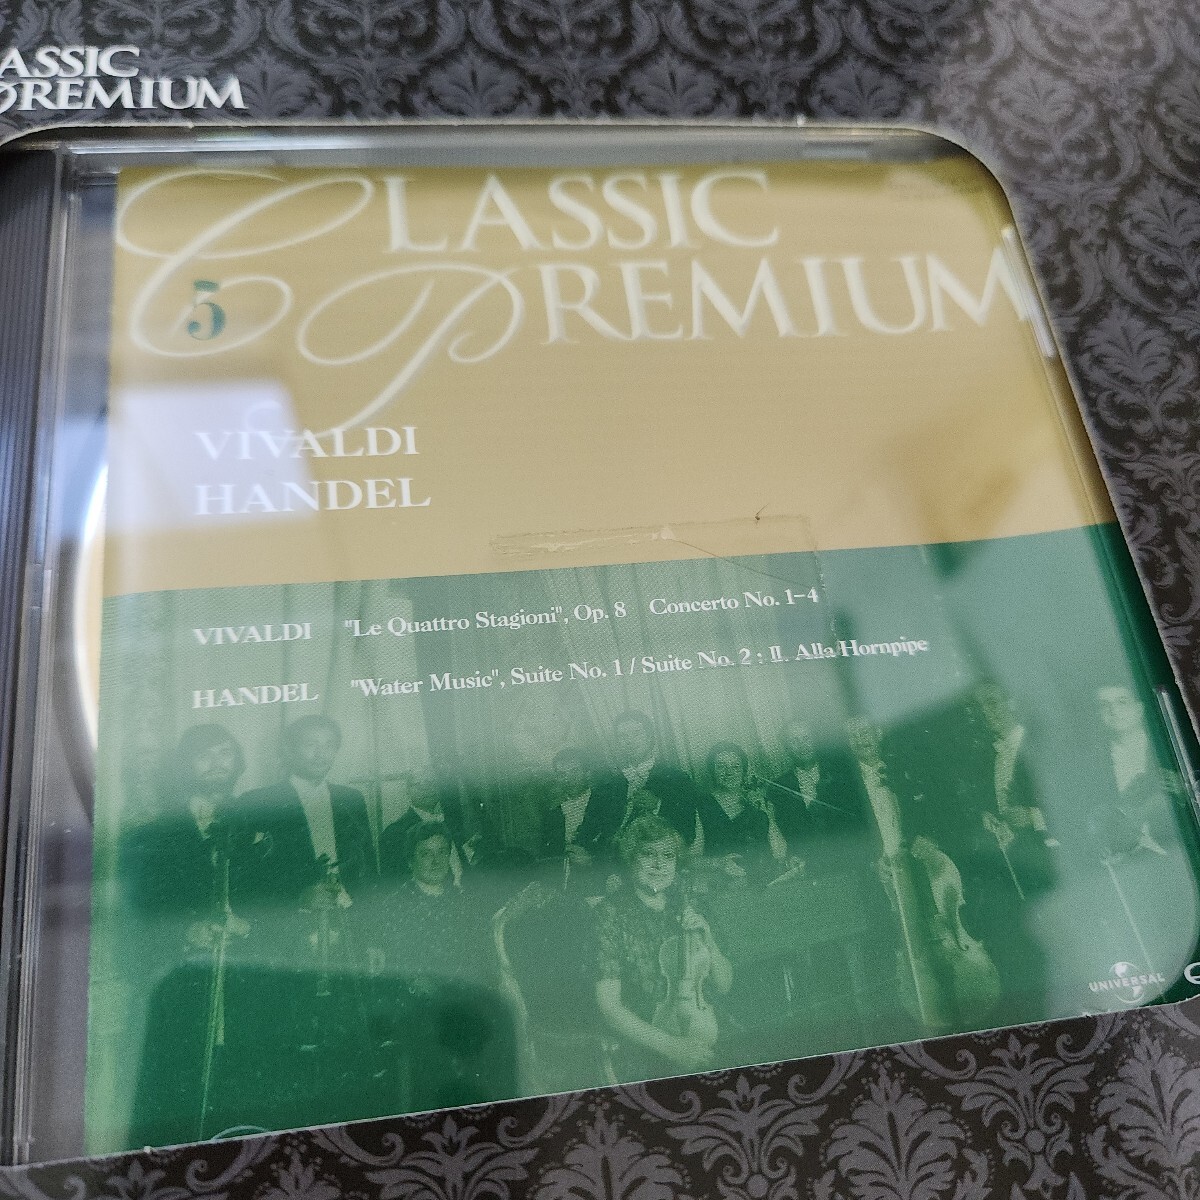 CLASSIC
PREMIUM
CLASSIC
PREMIUM
5
VIVALDI
HANDEL
VIVALDI "Le Quattro Stagioni", Op. 8 Concerto No. 1-4
HANDEL "Water Music", Suite No. 1 / Suite No. 2 : II. Alla Hornpipe
UNIVERSAL